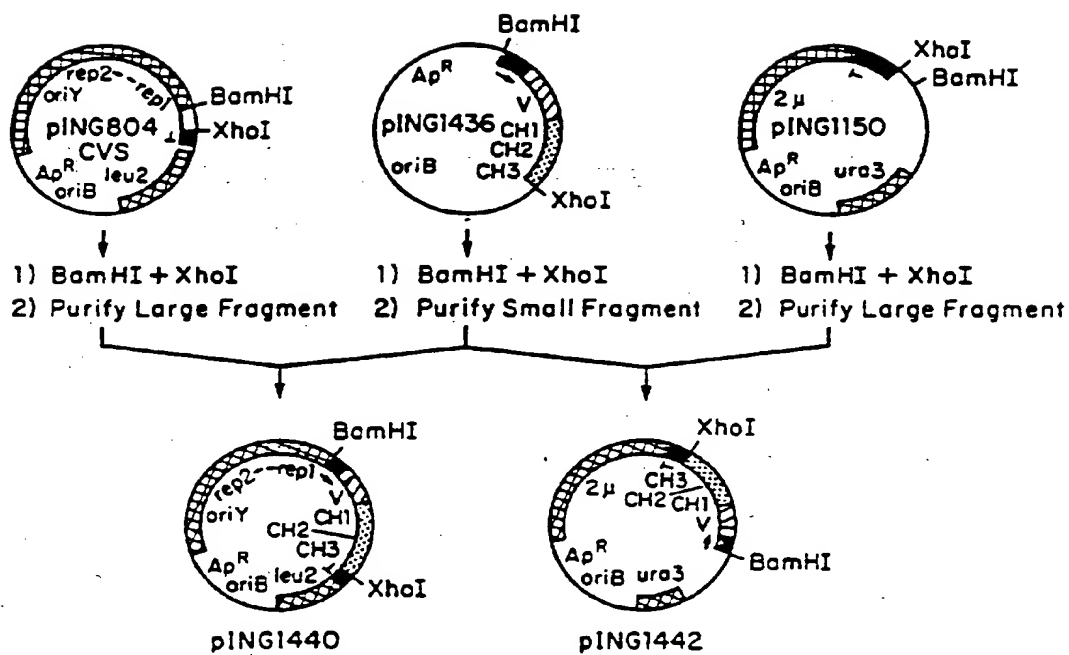 BamHI
rep2---rep1
oriY
BamHI
XhoI
pING804
CVS
Ap^R
oriB
leu2
BamHI
Ap^R
V
pING1436
CH1
CH2
oriB
CH3
XhoI
XhoI
BamHI
2μ
pING1150
Ap^R
ura3
oriB
1) BamHI + XhoI
2) Purify Large Fragment
1) BamHI + XhoI
2) Purify Small Fragment
1) BamHI + XhoI
2) Purify Large Fragment
BamHI
rep2---rep1
V
oriY
CH1
CH2
CH3
Ap^R
oriB
leu2
XhoI
pING1440
XhoI
2μ
CH3
CH2
CH1
V
Ap^R
oriB
ura3
BamHI
pING1442